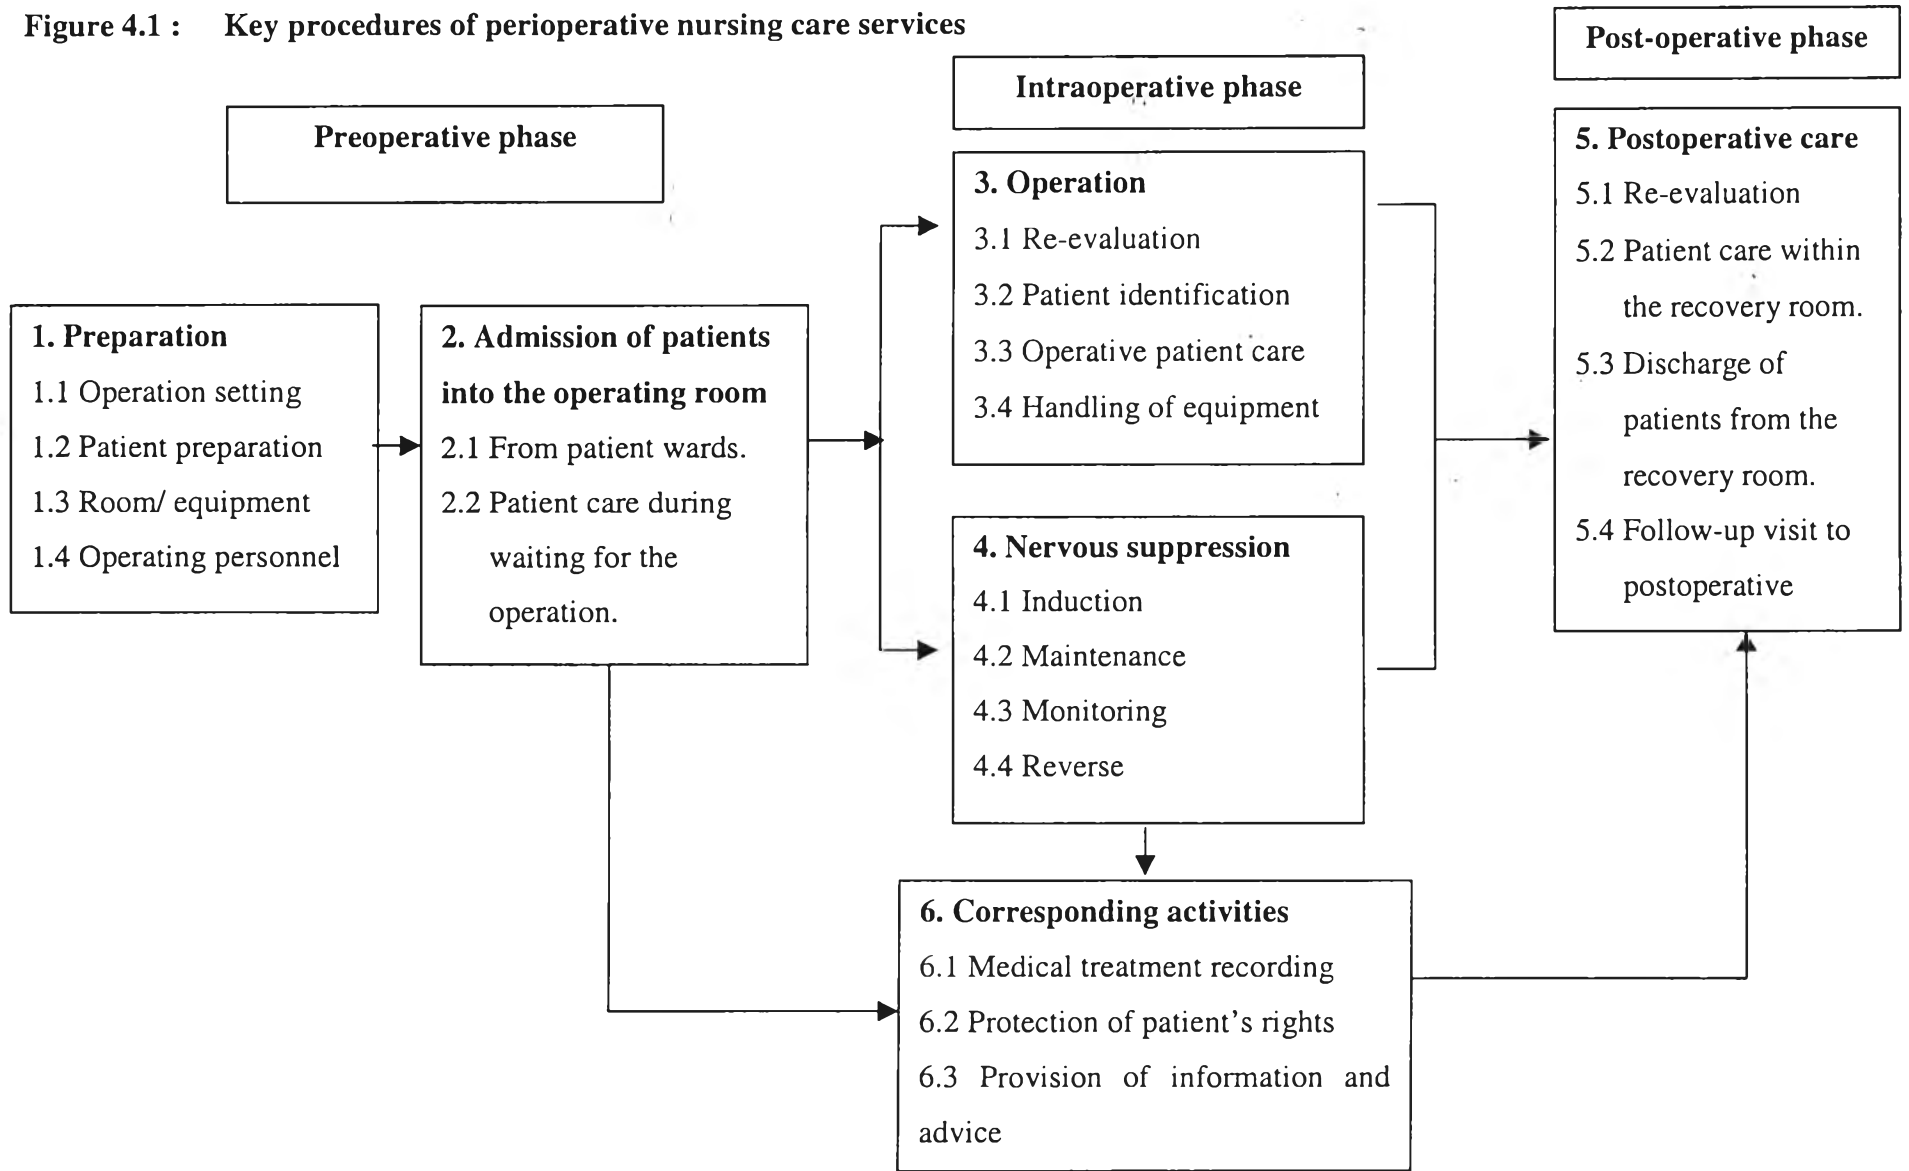 Figure 4.1 : Key procedures of perioperative nursing care services
Preoperative phase
1. Preparation
1.1 Operation setting
1.2 Patient preparation
1.3 Room/ equipment
1.4 Operating personnel
2. Admission of patients
into the operating room
2.1 From patient wards.
2.2 Patient care during
waiting for the
operation.
Intraoperative phase
3. Operation
3.1 Re-evaluation
3.2 Patient identification
3.3 Operative patient care
3.4 Handling of equipment
4. Nervous suppression
4.1 Induction
4.2 Maintenance
4.3 Monitoring
4.4 Reverse
6. Corresponding activities
6.1 Medical treatment recording
6.2 Protection of patient's rights
6.3 Provision of information and
advice
Post-operative phase
5. Postoperative care
5.1 Re-evaluation
5.2 Patient care within
the recovery room.
5.3 Discharge of
patients from the
recovery room.
5.4 Follow-up visit to
postoperative